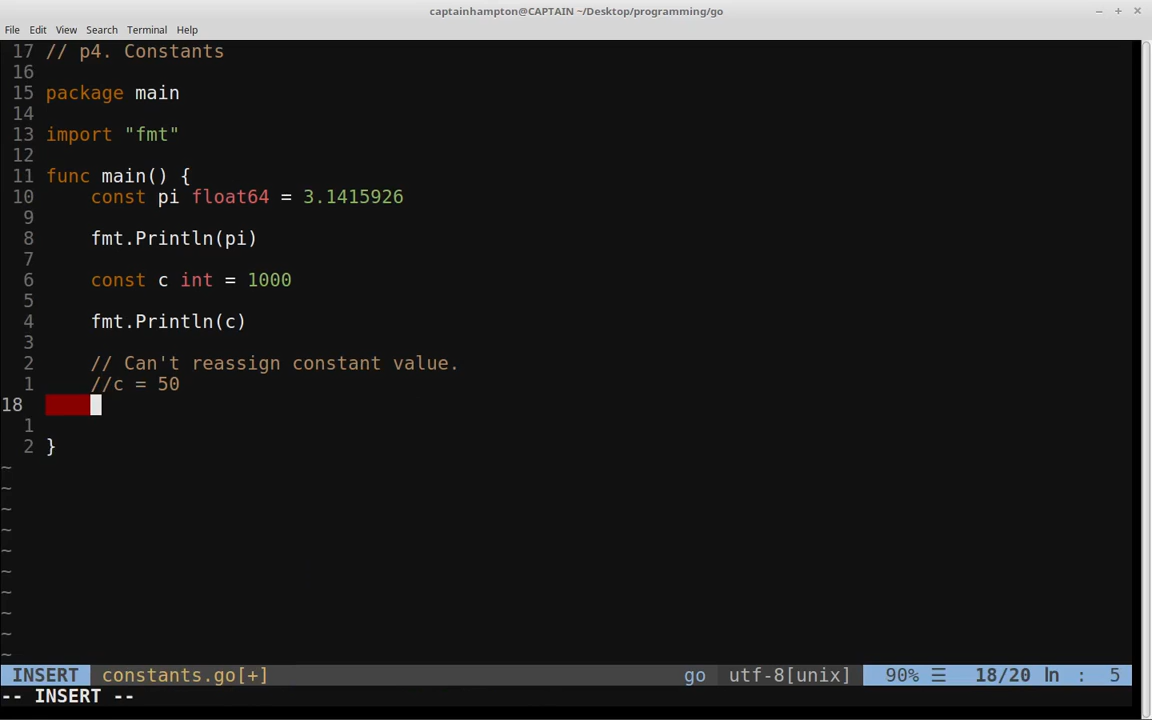 captainhampton@CAPTAIN ~/Desktop/programming/go
File Edit View Search Terminal Help
17 // p4. Constants
16
15 package main
14
13 import "fmt"
12
11 func main() {
10 const pi float64 = 3.1415926
9
8 fmt.Println(pi)
7
6 const c int = 1000
5
4 fmt.Println(c)
3
2 // Can't reassign constant value.
1 //c = 50
18
1
2 }
~
~
~
~
~
~
~
~
~
~
INSERT constants.go[+] go utf-8[unix] 90% ☰ 18/20 ln : 5
-- INSERT --